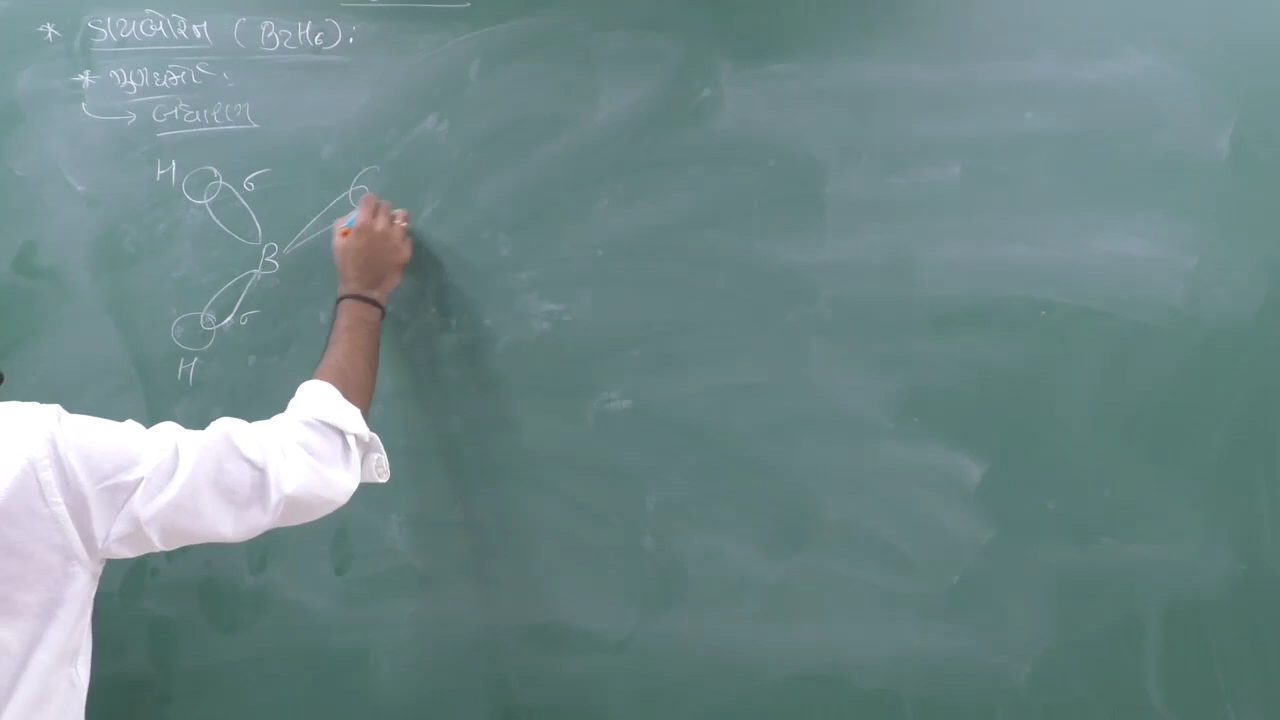 * ડાયબોરેન (B2H6):
* ગુણધર્મો :
→ બંધારણ
H σ
B
σ
H